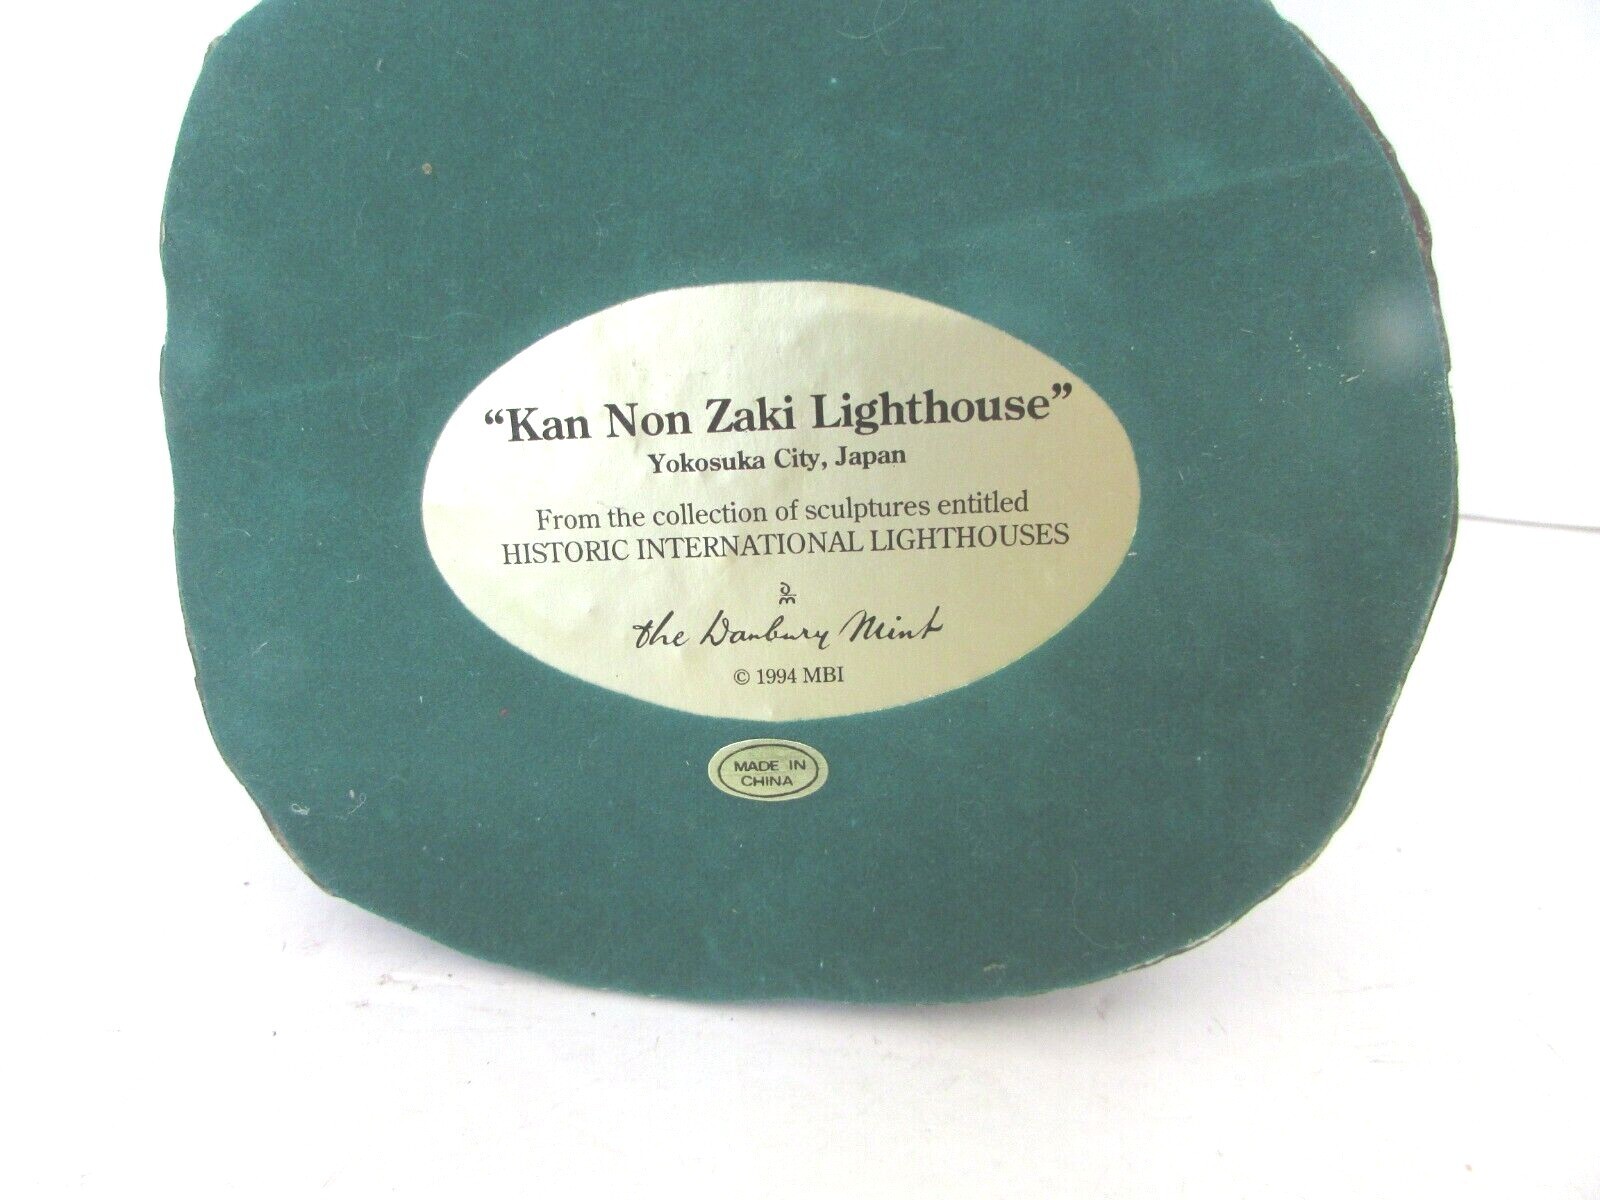 “Kan Non Zaki Lighthouse”
Yokosuka City, Japan
From the collection of sculptures entitled
HISTORIC INTERNATIONAL LIGHTHOUSES
the Danbury Mint
© 1994 MBI
MADE IN
CHINA